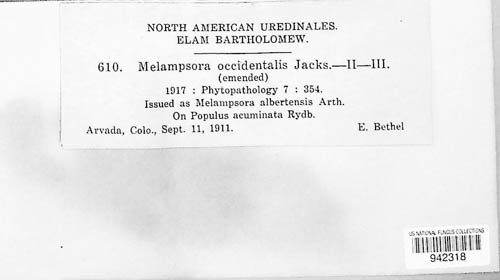 NORTH AMERICAN UREDINALES.
ELAM BARTHOLOMEW.
610. Melampsora occidentalis Jacks.—II—III.
(emended)
1917 : Phytopathology 7 : 354.
Issued as Melampsora albertensis Arth.
On Populus acuminata Rydb.
Arvada, Colo., Sept. 11, 1911. E. Bethel
US NATIONAL FUNGUS COLLECTIONS
942318